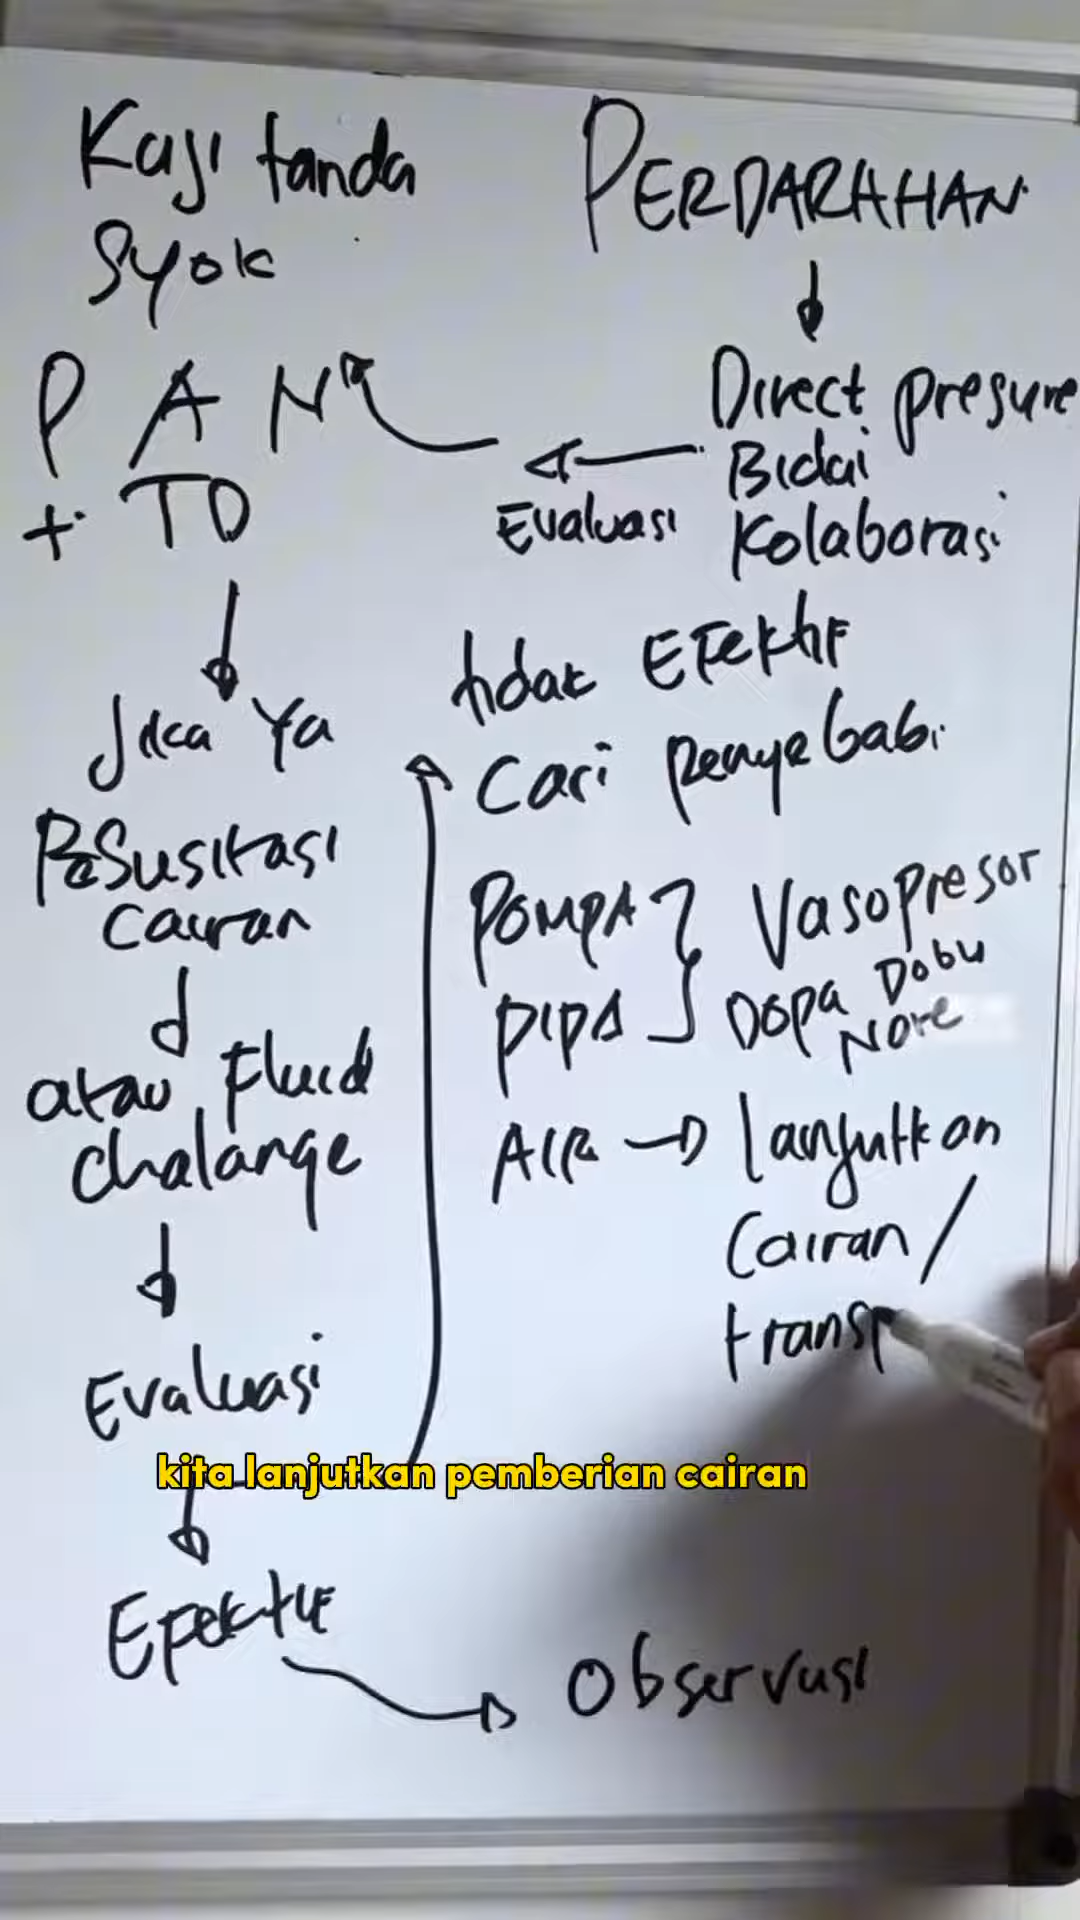 PERDARAHAN
Direct presure
Bidai
Kolaborasi
Evaluasi
Kaji tanda
Syok
P A N
+ TD
Jika Ya
Resusitasi
Cairan
atau Fluid
chalange
Evaluasi
Efektif
Observasi
tidak Efektif
Cari penyebab
POMPA
PIPA
Vasopresor
Dopa Dobu
Nore
AIR → lanjutkan
Cairan /
transp
kita lanjutkan pemberian cairan